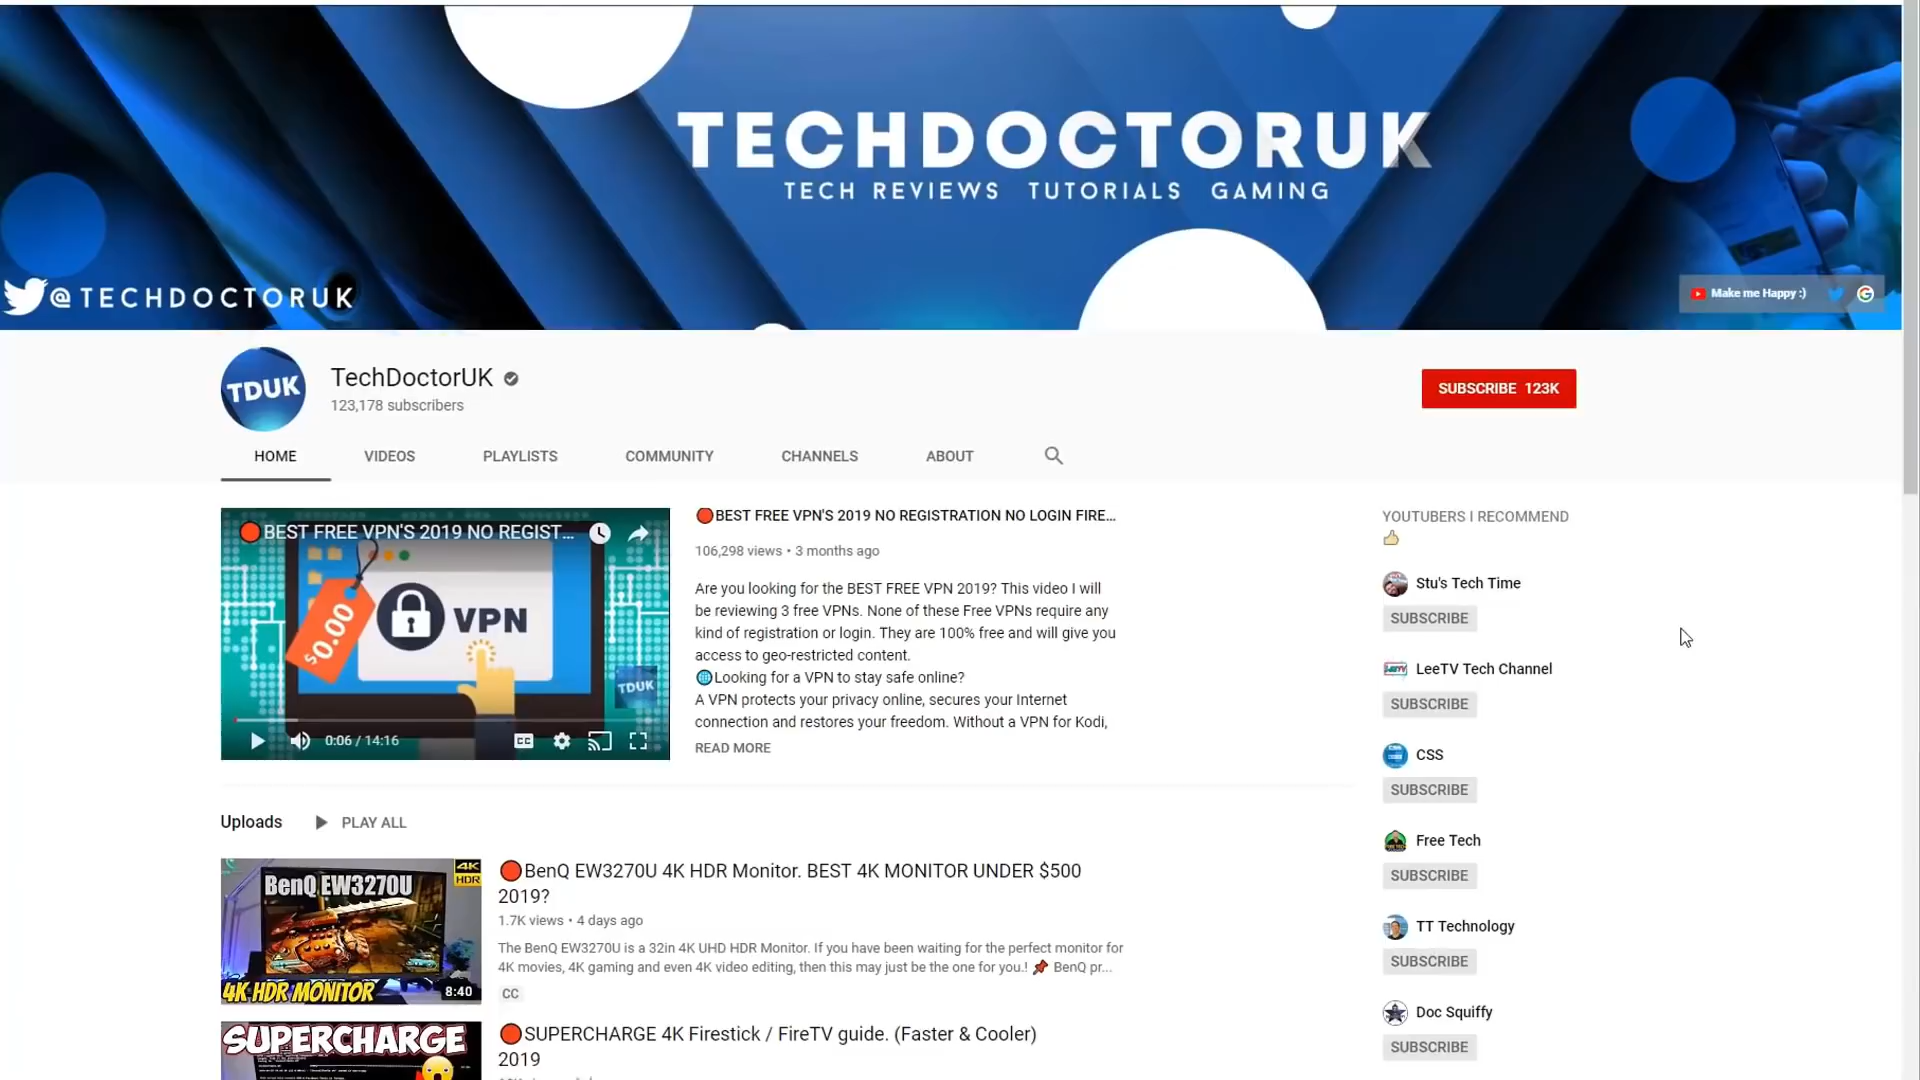 TECHDOCTORUK
TECH REVIEWS TUTORIALS GAMING
@TECHDOCTORUK
Make me Happy :)
TDUK
TechDoctorUK
123,178 subscribers
SUBSCRIBE 123K
HOME VIDEOS PLAYLISTS COMMUNITY CHANNELS ABOUT
BEST FREE VPN'S 2019 NO REGIST...
$0.00
VPN
TDUK
0:06 / 14:16
CC
BEST FREE VPN'S 2019 NO REGISTRATION NO LOGIN FIRE...
106,298 views • 3 months ago
Are you looking for the BEST FREE VPN 2019? This video I will
be reviewing 3 free VPNs. None of these Free VPNs require any
kind of registration or login. They are 100% free and will give you
access to geo-restricted content.
Looking for a VPN to stay safe online?
A VPN protects your privacy online, secures your Internet
connection and restores your freedom. Without a VPN for Kodi,
READ MORE
YOUTUBERS I RECOMMEND
Stu's Tech Time
SUBSCRIBE
LeeTV Tech Channel
SUBSCRIBE
CSS
SUBSCRIBE
Free Tech
SUBSCRIBE
TT Technology
SUBSCRIBE
Doc Squiffy
SUBSCRIBE
Uploads PLAY ALL
BenQ EW3270U
4K
HDR
4K HDR MONITOR
8:40
BenQ EW3270U 4K HDR Monitor. BEST 4K MONITOR UNDER $500
2019?
1.7K views • 4 days ago
The BenQ EW3270U is a 32in 4K UHD HDR Monitor. If you have been waiting for the perfect monitor for
4K movies, 4K gaming and even 4K video editing, then this may just be the one for you.! 📌 BenQ pr...
CC
SUPERCHARGE
SUPERCHARGE 4K Firestick / FireTV guide. (Faster & Cooler)
2019